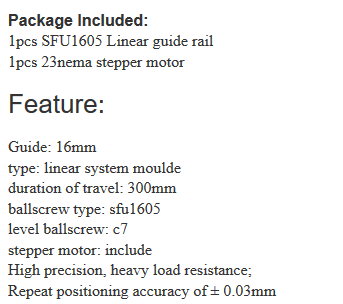 Package Included:
1pcs SFU1605 Linear guide rail
1pcs 23nema stepper motor
Feature:
Guide: 16mm
type: linear system moulde
duration of travel: 300mm
ballscrew type: sfu1605
level ballscrew: c7
stepper motor: include
High precision, heavy load resistance;
Repeat positioning accuracy of ± 0.03mm